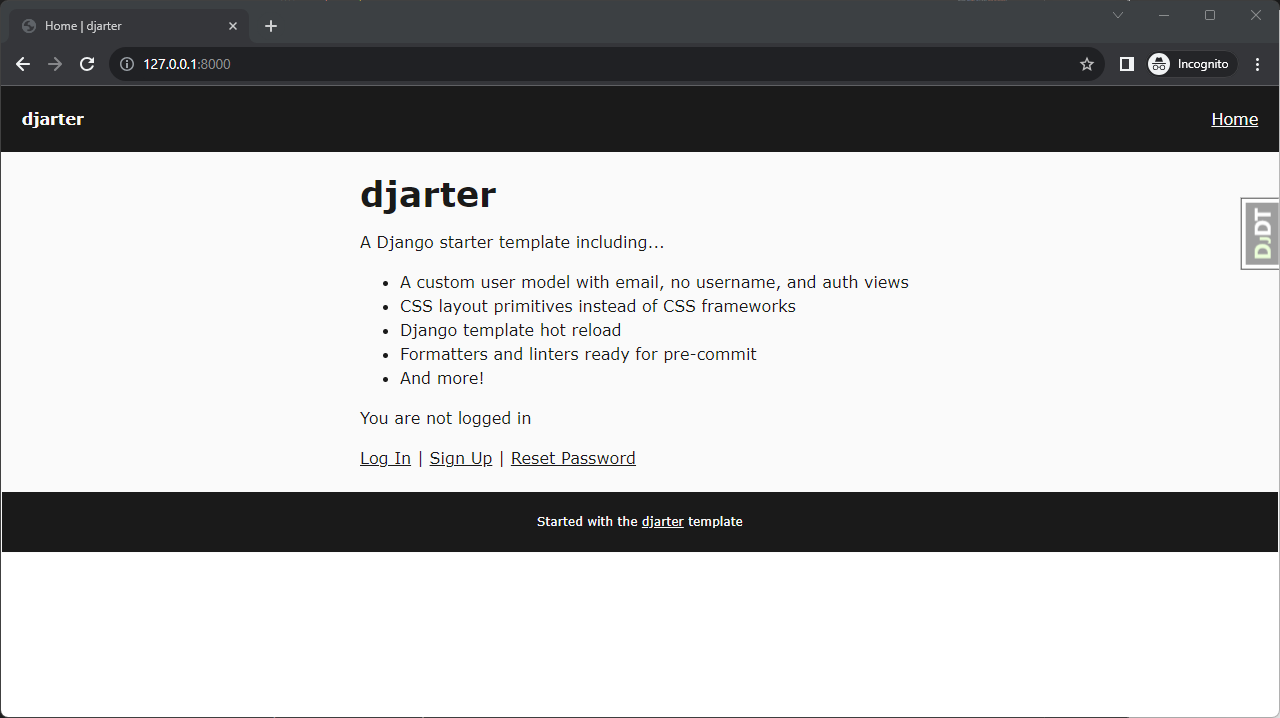 Home | djarter
127.0.0.1:8000
Incognito
djarter
Home
djarter
DJDT
A Django starter template including...
• A custom user model with email, no username, and auth views
• CSS layout primitives instead of CSS frameworks
• Django template hot reload
• Formatters and linters ready for pre-commit
• And more!
You are not logged in
Log In | Sign Up | Reset Password
Started with the djarter template